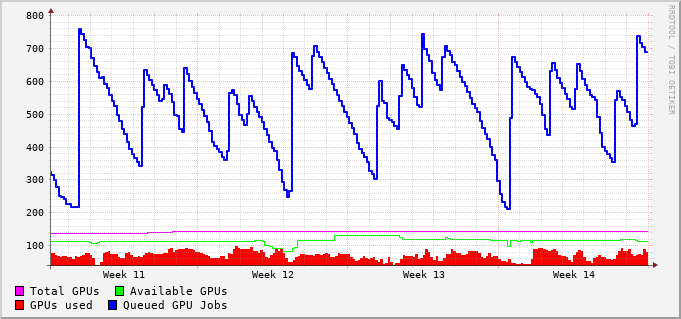 800
700
600
500
400
300
200
100
Week 11 Week 12 Week 13 Week 14
Total GPUs Available GPUs
GPUs used Queued GPU Jobs
RRDTOOL / TOBI OETIKER